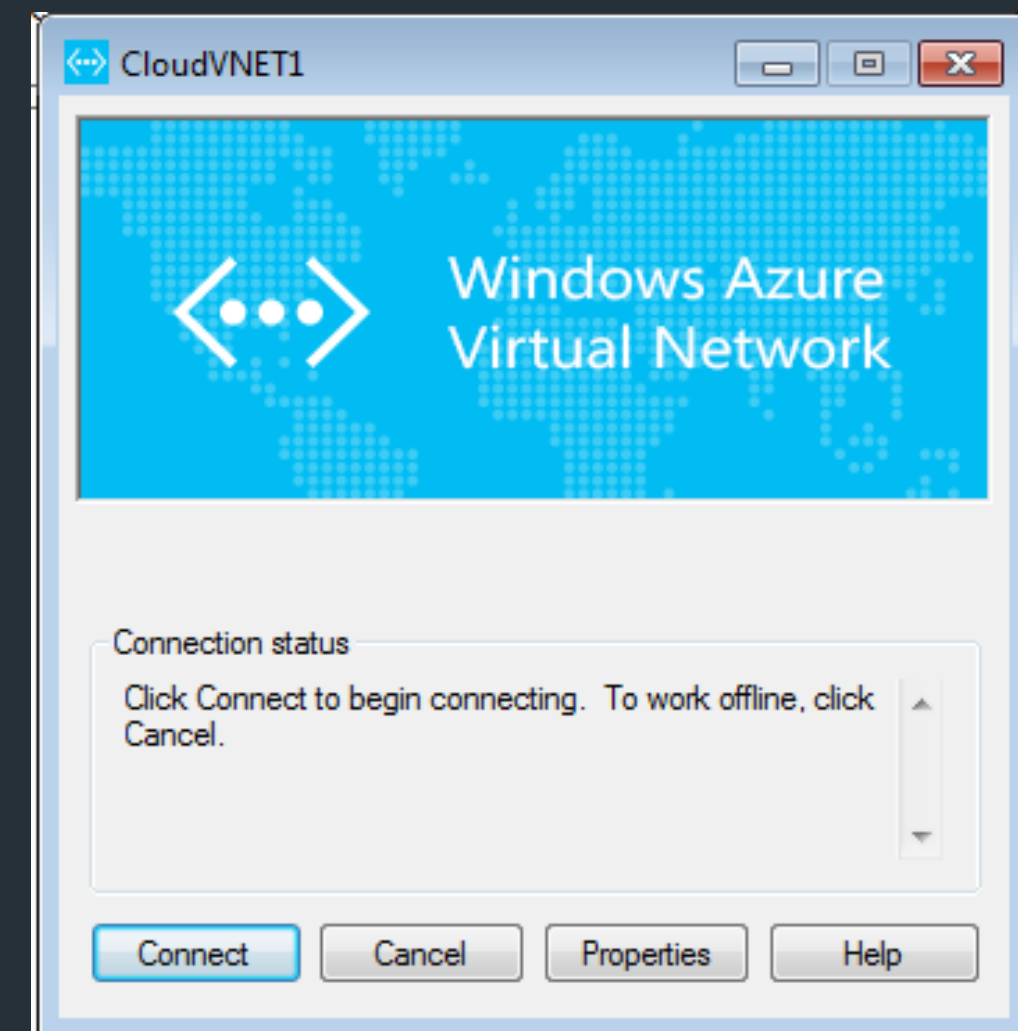 CloudVNET1
Windows Azure
Virtual Network
Connection status
Click Connect to begin connecting.  To work offline, click
Cancel.
Connect
Cancel
Properties
Help